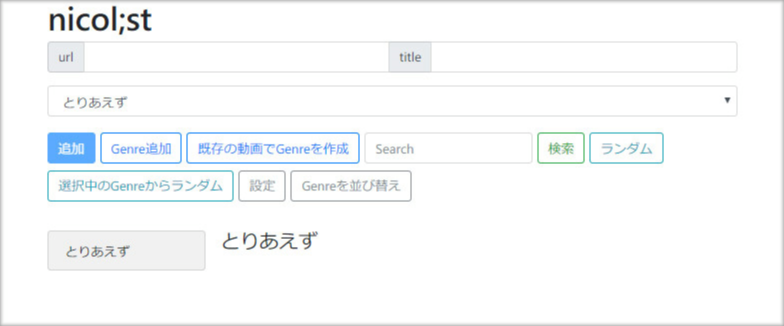 nicol;st
url title
とりあえず
追加 Genre追加 既存の動画でGenreを作成 Search 検索 ランダム
選択中のGenreからランダム 設定 Genreを並び替え
とりあえず とりあえず